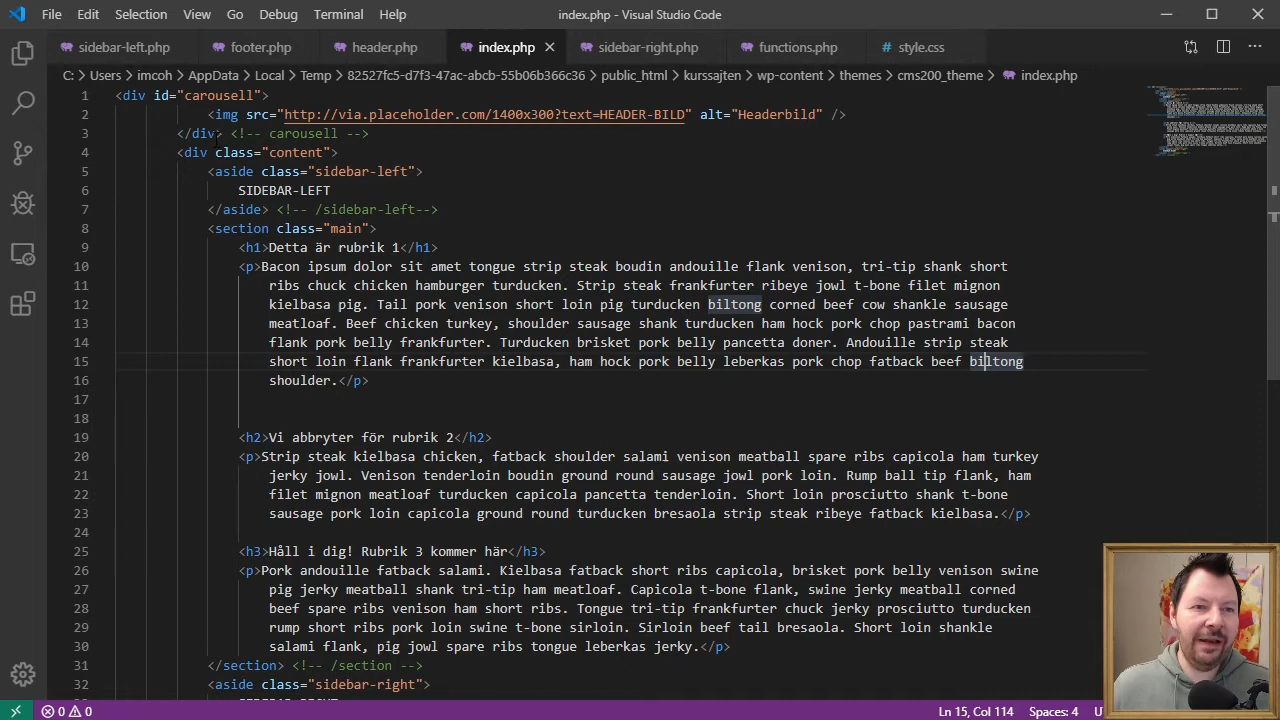 File Edit Selection View Go Debug Terminal Help index.php - Visual Studio Code
sidebar-left.php footer.php header.php index.php sidebar-right.php functions.php style.css
C: > Users > imcoh > AppData > Local > Temp > 82527fc5-d7f3-47ac-abcb-55b06b366c36 > public_html > kurssajten > wp-content > themes > cms200_theme > index.php
1 <div id="carousell">
2 <img src="http://via.placeholder.com/1400x300?text=HEADER-BILD" alt="Headerbild" />
3 </div> <!-- carousell -->
4 <div class="content">
5 <aside class="sidebar-left">
6 SIDEBAR-LEFT
7 </aside> <!-- /sidebar-left-->
8 <section class="main">
9 <h1>Detta är rubrik 1</h1>
10 <p>Bacon ipsum dolor sit amet tongue strip steak boudin andouille flank venison, tri-tip shank short
11 ribs chuck chicken hamburger turducken. Strip steak frankfurter ribeye jowl t-bone filet mignon
12 kielbasa pig. Tail pork venison short loin pig turducken biltong corned beef cow shankle sausage
13 meatloaf. Beef chicken turkey, shoulder sausage shank turducken ham hock pork chop pastrami bacon
14 flank pork belly frankfurter. Turducken brisket pork belly pancetta doner. Andouille strip steak
15 short loin flank frankfurter kielbasa, ham hock pork belly leberkas pork chop fatback beef biltong
16 shoulder.</p>
17
18
19 <h2>Vi abbryter för rubrik 2</h2>
20 <p>Strip steak kielbasa chicken, fatback shoulder salami venison meatball spare ribs capicola ham turkey
21 jerky jowl. Venison tenderloin boudin ground round sausage jowl pork loin. Rump ball tip flank, ham
22 filet mignon meatloaf turducken capicola pancetta tenderloin. Short loin prosciutto shank t-bone
23 sausage pork loin capicola ground round turducken bresaola strip steak ribeye fatback kielbasa.</p>
24
25 <h3>Håll i dig! Rubrik 3 kommer här</h3>
26 <p>Pork andouille fatback salami. Kielbasa fatback short ribs capicola, brisket pork belly venison swine
27 pig jerky meatball shank tri-tip ham meatloaf. Capicola t-bone flank, swine jerky meatball corned
28 beef spare ribs venison ham short ribs. Tongue tri-tip frankfurter chuck jerky prosciutto turducken
29 rump short ribs pork loin swine t-bone sirloin. Sirloin beef tail bresaola. Short loin shankle
30 salami flank, pig jowl spare ribs tongue leberkas jerky.</p>
31 </section> <!-- /section -->
32 <aside class="sidebar-right">
0 0 Ln 15, Col 114 Spaces: 4